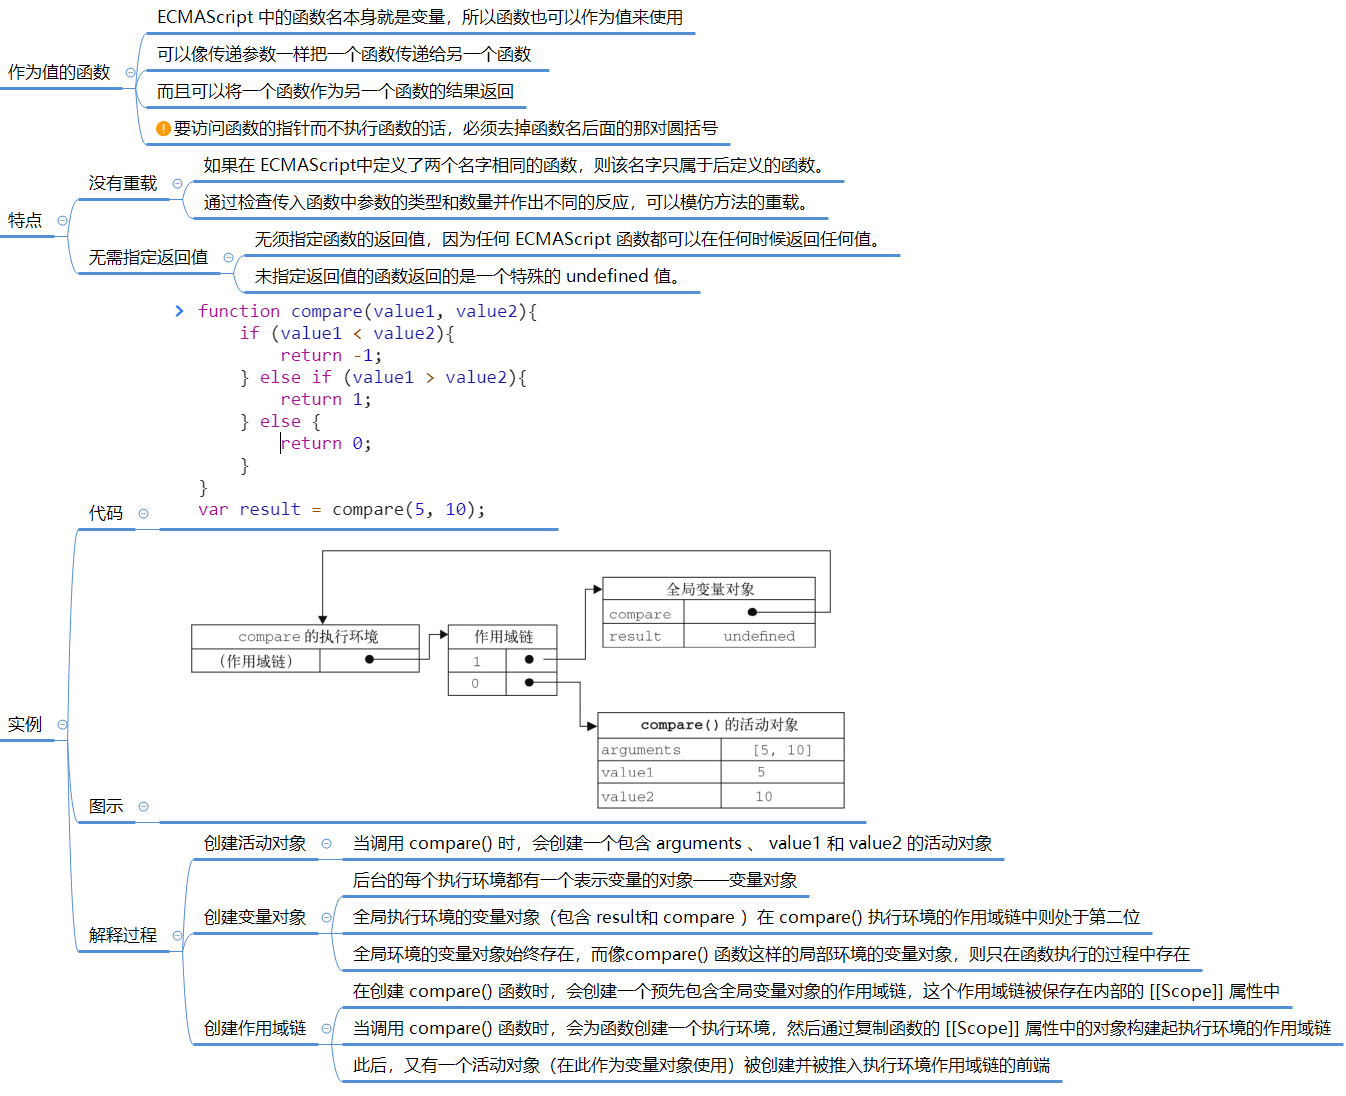 作为值的函数
ECMAScript 中的函数名本身就是变量，所以函数也可以作为值来使用
可以像传递参数一样把一个函数传递给另一个函数
而且可以将一个函数作为另一个函数的结果返回
要访问函数的指针而不执行函数的话，必须去掉函数名后面的那对圆括号
特点
没有重载
如果在 ECMAScript中定义了两个名字相同的函数，则该名字只属于后定义的函数。
通过检查传入函数中参数的类型和数量并作出不同的反应，可以模仿方法的重载。
无需指定返回值
无须指定函数的返回值，因为任何 ECMAScript 函数都可以在任何时候返回任何值。
未指定返回值的函数返回的是一个特殊的 undefined 值。
实例
代码
function compare(value1, value2){
if (value1 < value2){
return -1;
} else if (value1 > value2){
return 1;
} else {
return 0;
}
}
var result = compare(5, 10);
图示
compare 的执行环境
（作用域链）
作用域链
1
0
全局变量对象
compare
result undefined
compare() 的活动对象
arguments [5, 10]
value1 5
value2 10
解释过程
创建活动对象
当调用 compare() 时，会创建一个包含 arguments 、 value1 和 value2 的活动对象
创建变量对象
后台的每个执行环境都有一个表示变量的对象——变量对象
全局执行环境的变量对象（包含 result和 compare ）在 compare() 执行环境的作用域链中则处于第二位
全局环境的变量对象始终存在，而像compare() 函数这样的局部环境的变量对象，则只在函数执行的过程中存在
创建作用域链
在创建 compare() 函数时，会创建一个预先包含全局变量对象的作用域链，这个作用域链被保存在内部的 [[Scope]] 属性中
当调用 compare() 函数时，会为函数创建一个执行环境，然后通过复制函数的 [[Scope]] 属性中的对象构建起执行环境的作用域链
此后，又有一个活动对象（在此作为变量对象使用）被创建并被推入执行环境作用域链的前端